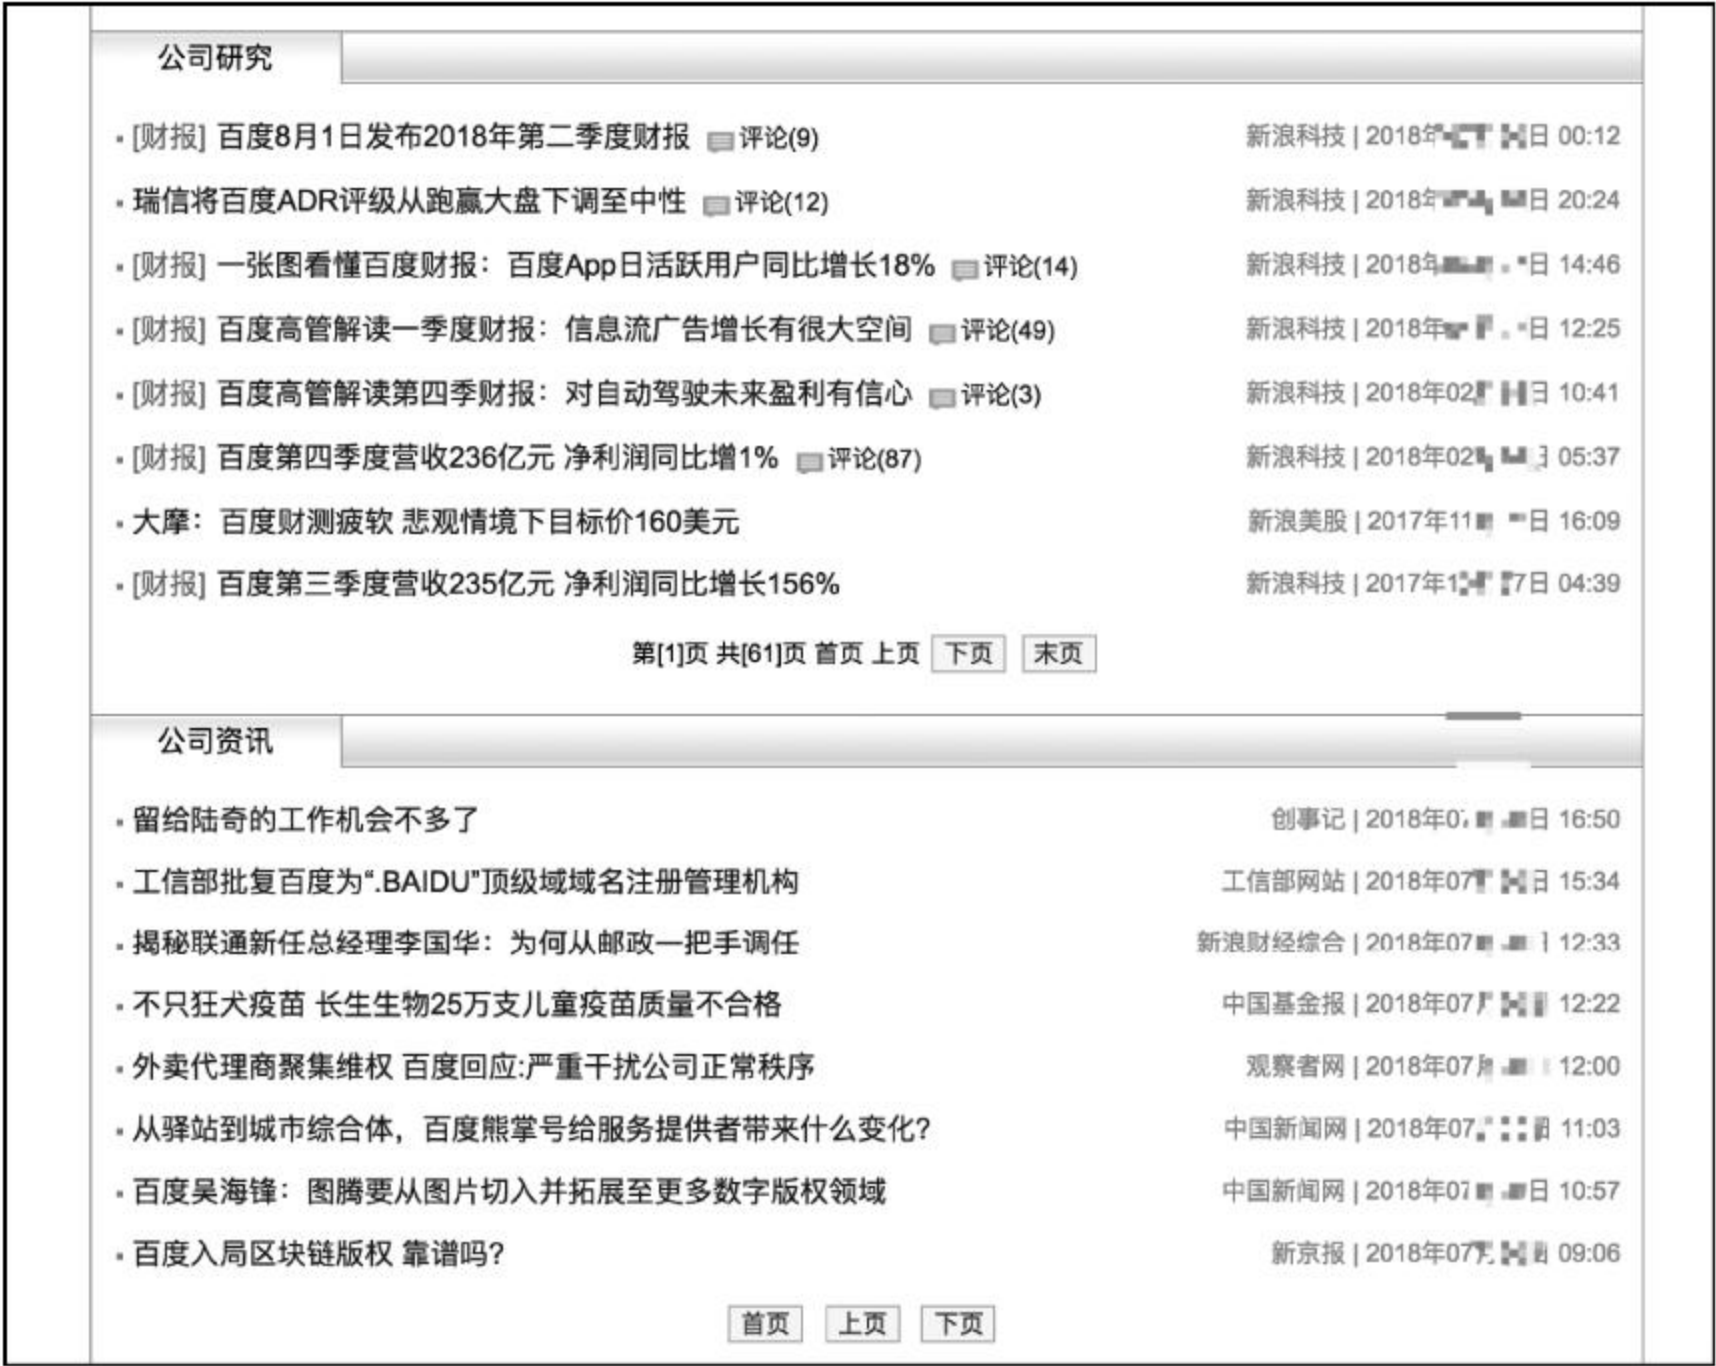 公司研究
[财报] 百度8月1日发布2018年第二季度财报 评论(9) 新浪科技 | 2018年 日 00:12
瑞信将百度ADR评级从跑赢大盘下调至中性 评论(12) 新浪科技 | 2018年 日 20:24
[财报] 一张图看懂百度财报：百度App日活跃用户同比增长18% 评论(14) 新浪科技 | 2018年 日 14:46
[财报] 百度高管解读一季度财报：信息流广告增长有很大空间 评论(49) 新浪科技 | 2018年 日 12:25
[财报] 百度高管解读第四季财报：对自动驾驶未来盈利有信心 评论(3) 新浪科技 | 2018年02 日 10:41
[财报] 百度第四季度营收236亿元 净利润同比增1% 评论(87) 新浪科技 | 2018年02 05:37
大摩：百度财测疲软 悲观情境下目标价160美元 新浪美股 | 2017年11 日 16:09
[财报] 百度第三季度营收235亿元 净利润同比增长156% 新浪科技 | 2017年1 7日 04:39
第[1]页 共[61]页 首页 上页 下页 末页
公司资讯
留给陆奇的工作机会不多了 创事记 | 2018年0 日 16:50
工信部批复百度为“.BAIDU”顶级域域名注册管理机构 工信部网站 | 2018年07 日 15:34
揭秘联通新任总经理李国华：为何从邮政一把手调任 新浪财经综合 | 2018年07 12:33
不只狂犬疫苗 长生生物25万支儿童疫苗质量不合格 中国基金报 | 2018年07 12:22
外卖代理商聚集维权 百度回应:严重干扰公司正常秩序 观察者网 | 2018年07 12:00
从驿站到城市综合体，百度熊掌号给服务提供者带来什么变化? 中国新闻网 | 2018年07 11:03
百度吴海锋：图腾要从图片切入并拓展至更多数字版权领域 中国新闻网 | 2018年07 日 10:57
百度入局区块链版权 靠谱吗? 新京报 | 2018年07 09:06
首页 上页 下页